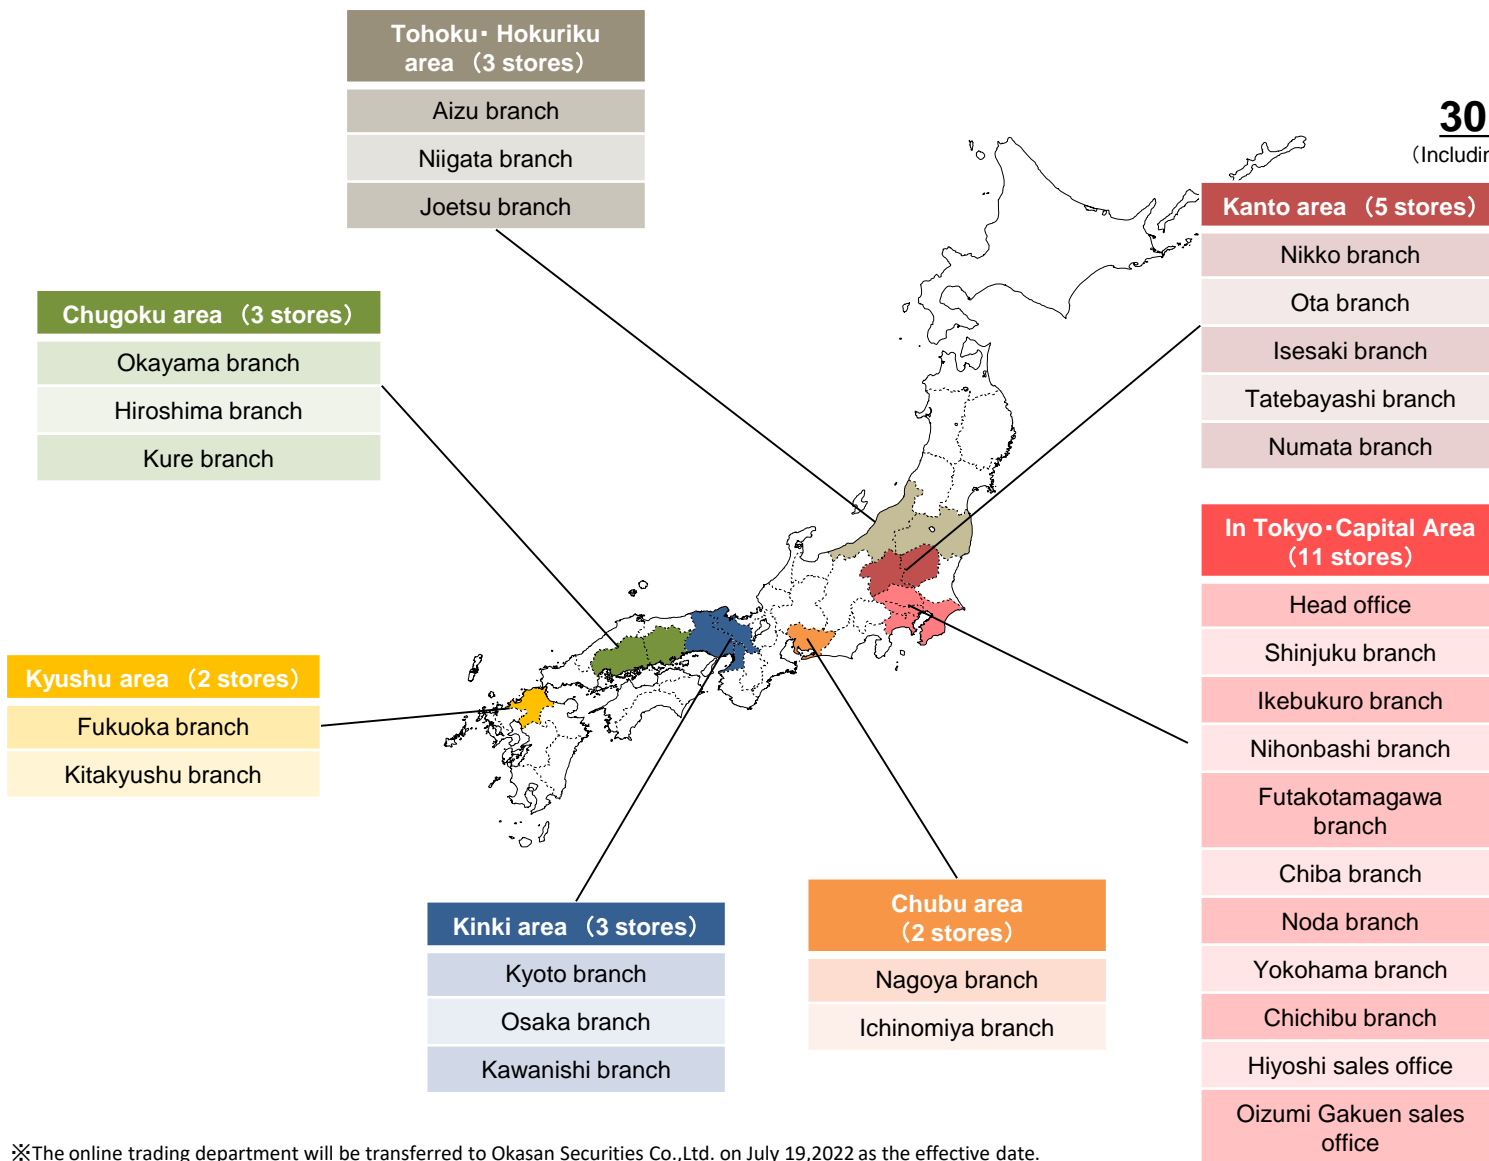 Tohoku・Hokuriku
area （3 stores）
Aizu branch
Niigata branch
Joetsu branch
30
（Includin
Kanto area （5 stores）
Nikko branch
Ota branch
Isesaki branch
Tatebayashi branch
Numata branch
Chugoku area （3 stores）
Okayama branch
Hiroshima branch
Kure branch
In Tokyo・Capital Area
（11 stores）
Head office
Shinjuku branch
Ikebukuro branch
Nihonbashi branch
Futakotamagawa
branch
Chiba branch
Noda branch
Yokohama branch
Chichibu branch
Hiyoshi sales office
Oizumi Gakuen sales
office
Kyushu area （2 stores）
Fukuoka branch
Kitakyushu branch
Kinki area （3 stores）
Kyoto branch
Osaka branch
Kawanishi branch
Chubu area
（2 stores）
Nagoya branch
Ichinomiya branch
※The online trading department will be transferred to Okasan Securities Co.,Ltd. on July 19,2022 as the effective date.